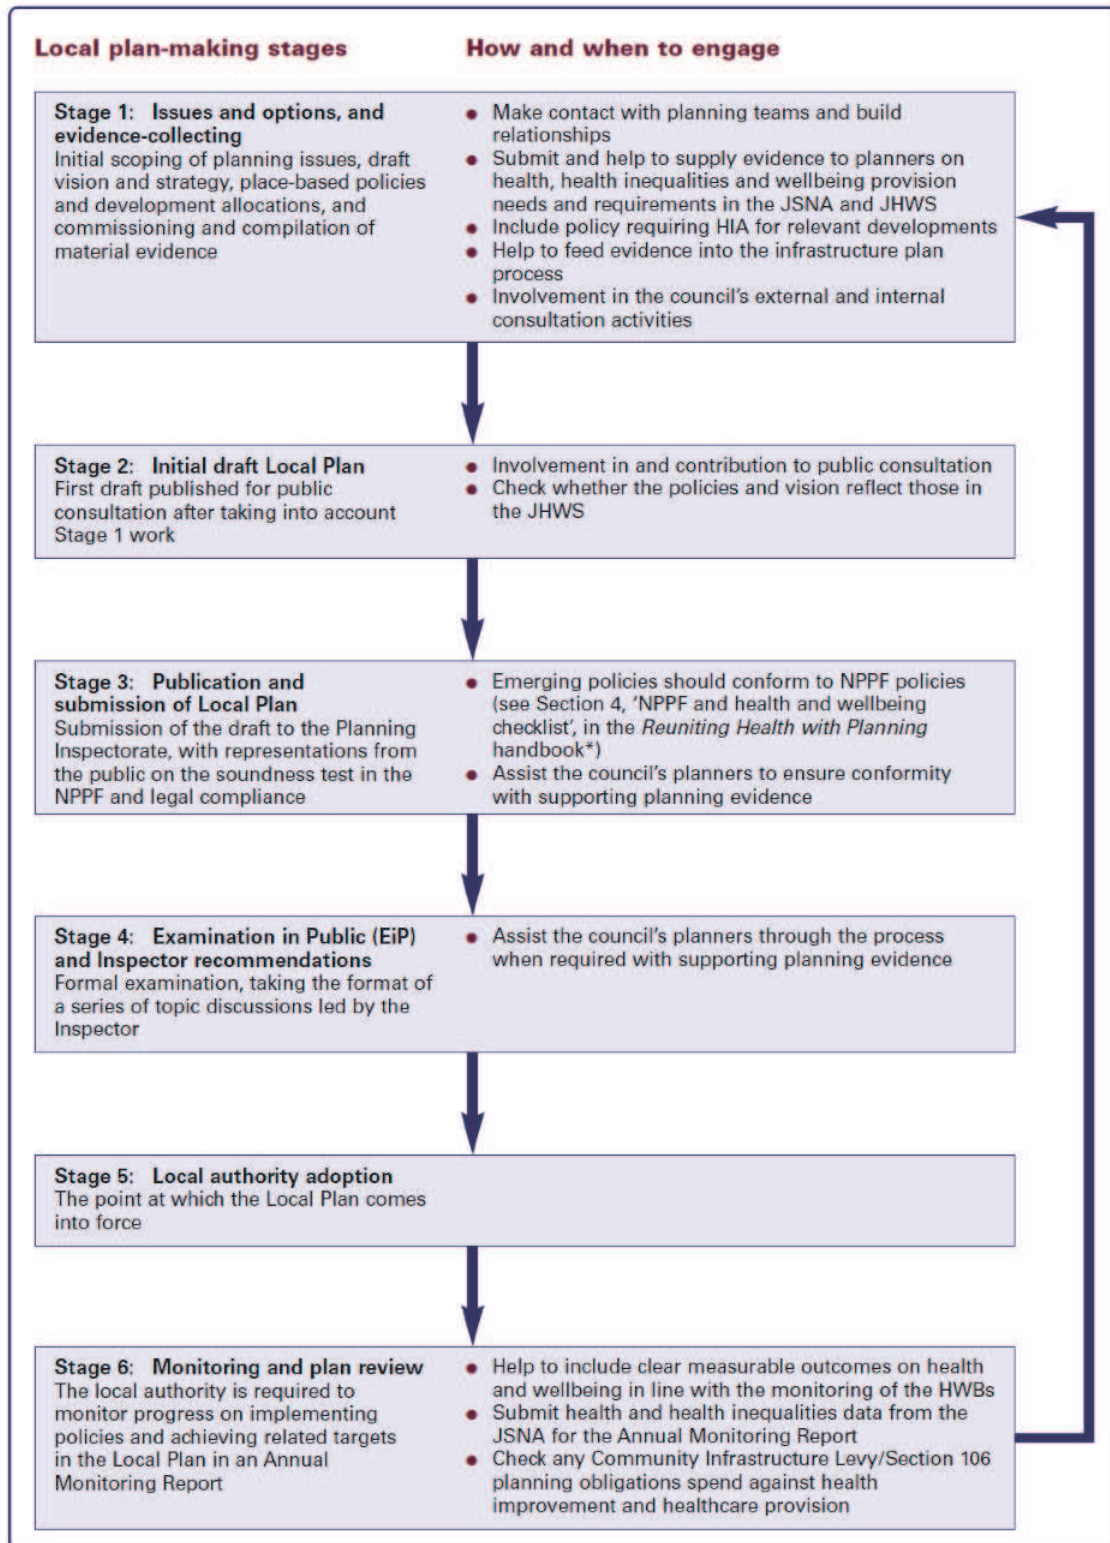 Local plan-making stages
How and when to engage
Stage 1: Issues and options, and
evidence-collecting
Initial scoping of planning issues, draft
vision and strategy, place-based policies
and development allocations, and
commissioning and compilation of
material evidence
● Make contact with planning teams and build
relationships
● Submit and help to supply evidence to planners on
health, health inequalities and wellbeing provision
needs and requirements in the JSNA and JHWS
● Include policy requiring HIA for relevant developments
● Help to feed evidence into the infrastructure plan
process
● Involvement in the council's external and internal
consultation activities
Stage 2: Initial draft Local Plan
First draft published for public
consultation after taking into account
Stage 1 work
● Involvement in and contribution to public consultation
● Check whether the policies and vision reflect those in
the JHWS
Stage 3: Publication and
submission of Local Plan
Submission of the draft to the Planning
Inspectorate, with representations from
the public on the soundness test in the
NPPF and legal compliance
● Emerging policies should conform to NPPF policies
(see Section 4, 'NPPF and health and wellbeing
checklist', in the Reuniting Health with Planning
handbook*)
● Assist the council's planners to ensure conformity
with supporting planning evidence
Stage 4: Examination in Public (EiP)
and Inspector recommendations
Formal examination, taking the format of
a series of topic discussions led by the
Inspector
● Assist the council's planners through the process
when required with supporting planning evidence
Stage 5: Local authority adoption
The point at which the Local Plan comes
into force
Stage 6: Monitoring and plan review
The local authority is required to
monitor progress on implementing
policies and achieving related targets
in the Local Plan in an Annual
Monitoring Report
● Help to include clear measurable outcomes on health
and wellbeing in line with the monitoring of the HWBs
● Submit health and health inequalities data from the
JSNA for the Annual Monitoring Report
● Check any Community Infrastructure Levy/Section 106
planning obligations spend against health
improvement and healthcare provision